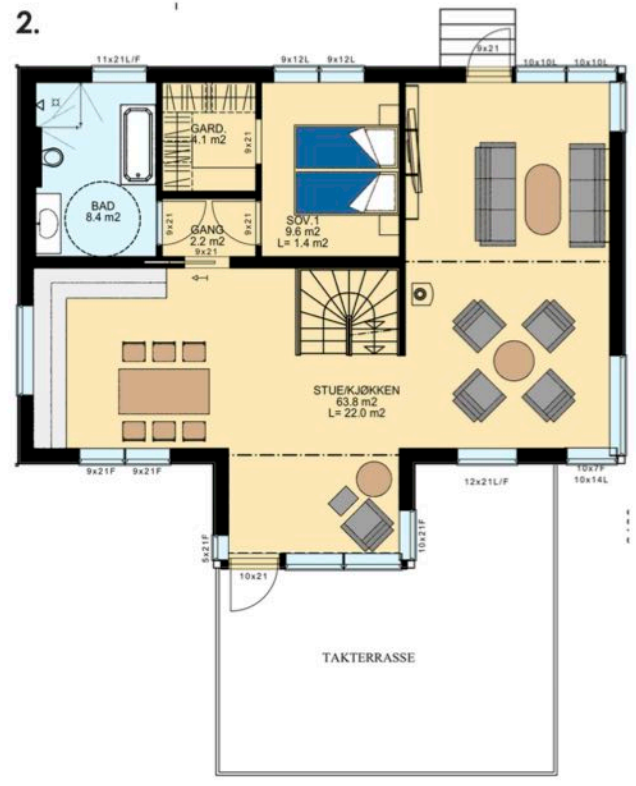 2.
11x21L/F
9x12L
9x12L
9x21
10x10L
10x10L
GARD.
4.1 m2
9x21
BAD
8.4 m2
9x21
9x21
GANG
2.2 m2
9x21
SOV.1
9.6 m2
L= 1.4 m2
STUE/KJØKKEN
63.8 m2
L= 22.0 m2
9x21F
9x21F
12x21L/F
10x7F
10x14L
5x21F
10x21F
10x21
TAKTERRASSE